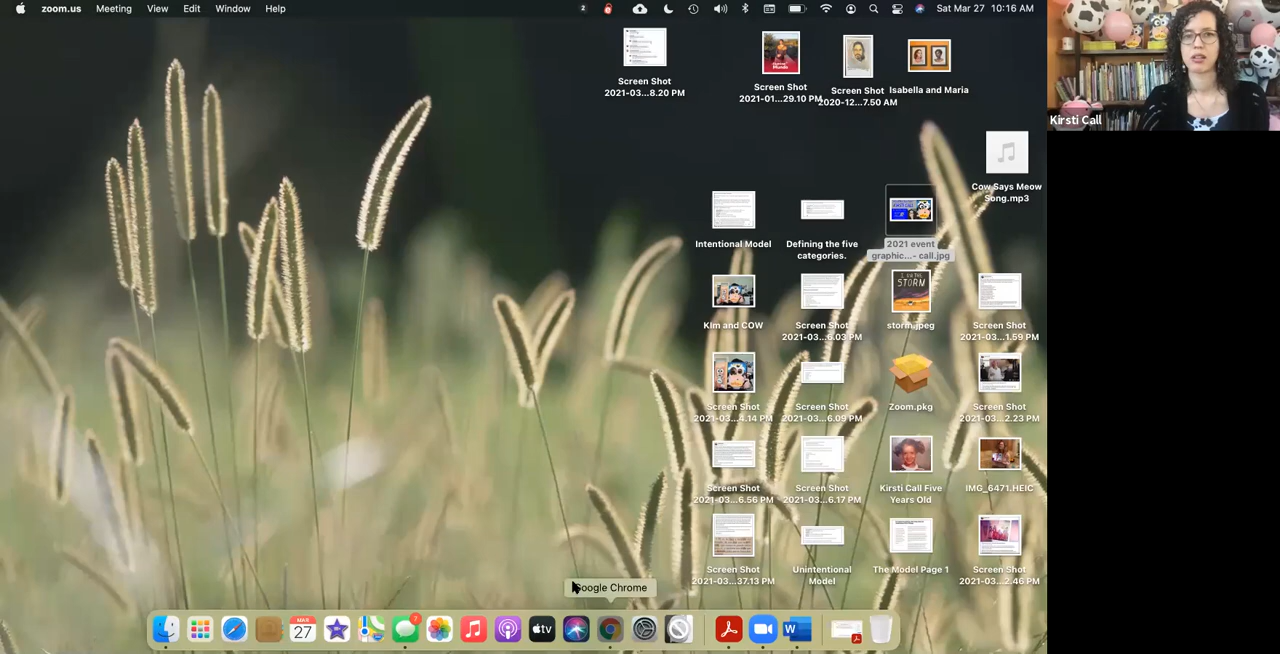 zoom.us Meeting View Edit Window Help 2 Sat Mar 27 10:16 AM
Kirsti Call
Screen Shot
2021-03...8.20 PM
Screen Shot
2021-01...29.10 PM
Screen Shot
2020-12...7.50 AM
Isabella and Maria
Cow Says Meow
Song.mp3
Intentional Model
Defining the five
categories.
2021 event
graphic...- call.jpg
Kim and COW
Screen Shot
2021-03...6.03 PM
storm.jpeg
Screen Shot
2021-03...1.59 PM
Screen Shot
2021-03...4.14 PM
Screen Shot
2021-03...6.09 PM
Zoom.pkg
Screen Shot
2021-03...2.23 PM
Screen Shot
2021-03...6.56 PM
Screen Shot
2021-03...6.17 PM
Kirsti Call Five
Years Old
IMG_6471.HEIC
Screen Shot
2021-03...37.13 PM
Unintentional
Model
The Model Page 1
Screen Shot
2021-03...2.46 PM
Google Chrome
MAR
27
7
tv
W